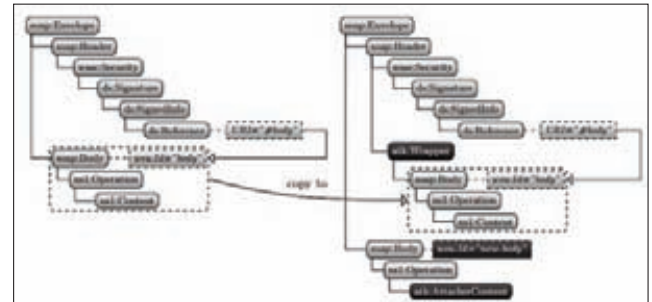 soap:Envelope
soap:Header
wsse:Security
ds:Signature
ds:SignedInfo
ds:Reference
URI="#body"
soap:Body
wsu:Id="body"
ns1:Operation
ns1:Content
copy to
soap:Envelope
soap:Header
wsse:Security
ds:Signature
ds:SignedInfo
ds:Reference
URI="#body"
atk:Wrapper
soap:Body
wsu:Id="body"
ns1:Operation
ns1:Content
soap:Body
wsu:Id="new-body"
ns1:Operation
atk:AttackerContent